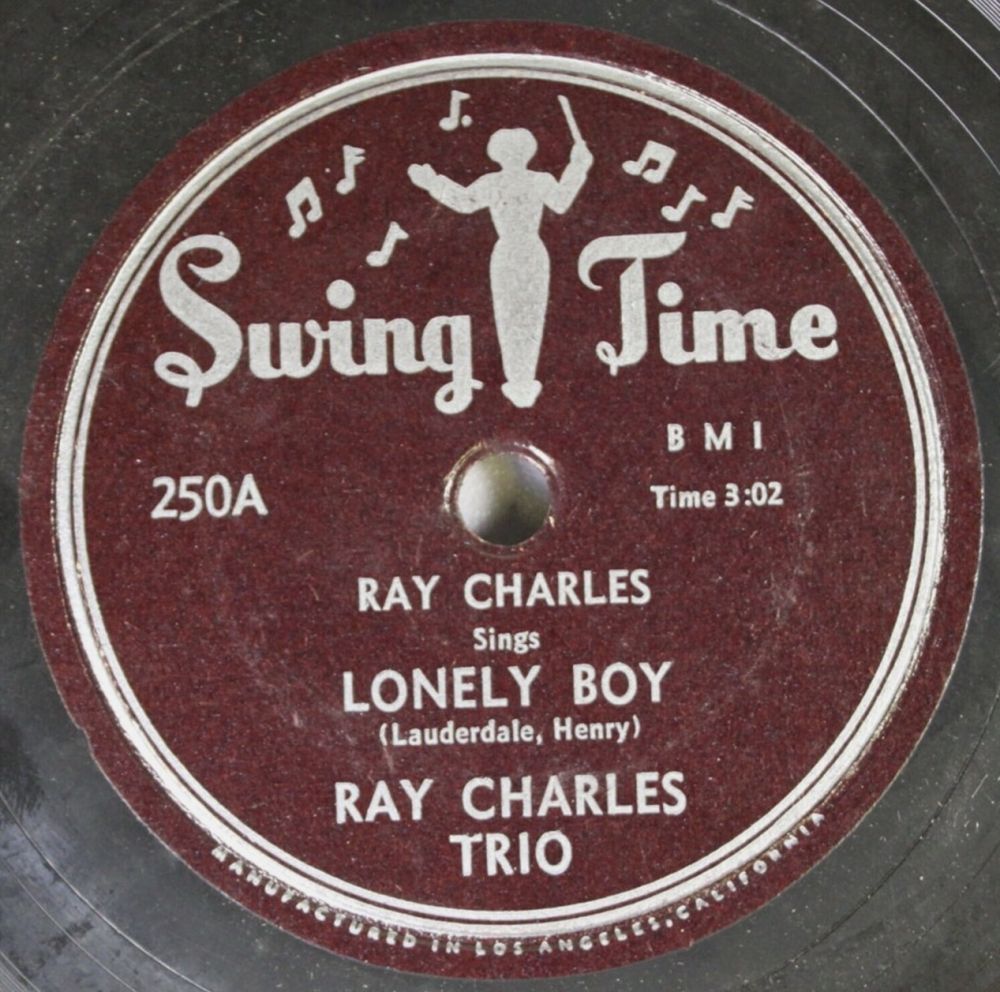 Swing Time
BMI
250A
Time 3:02
RAY CHARLES
Sings
LONELY BOY
(Lauderdale, Henry)
RAY CHARLES
TRIO
MANUFACTURED IN LOS ANGELES, CALIFORNIA